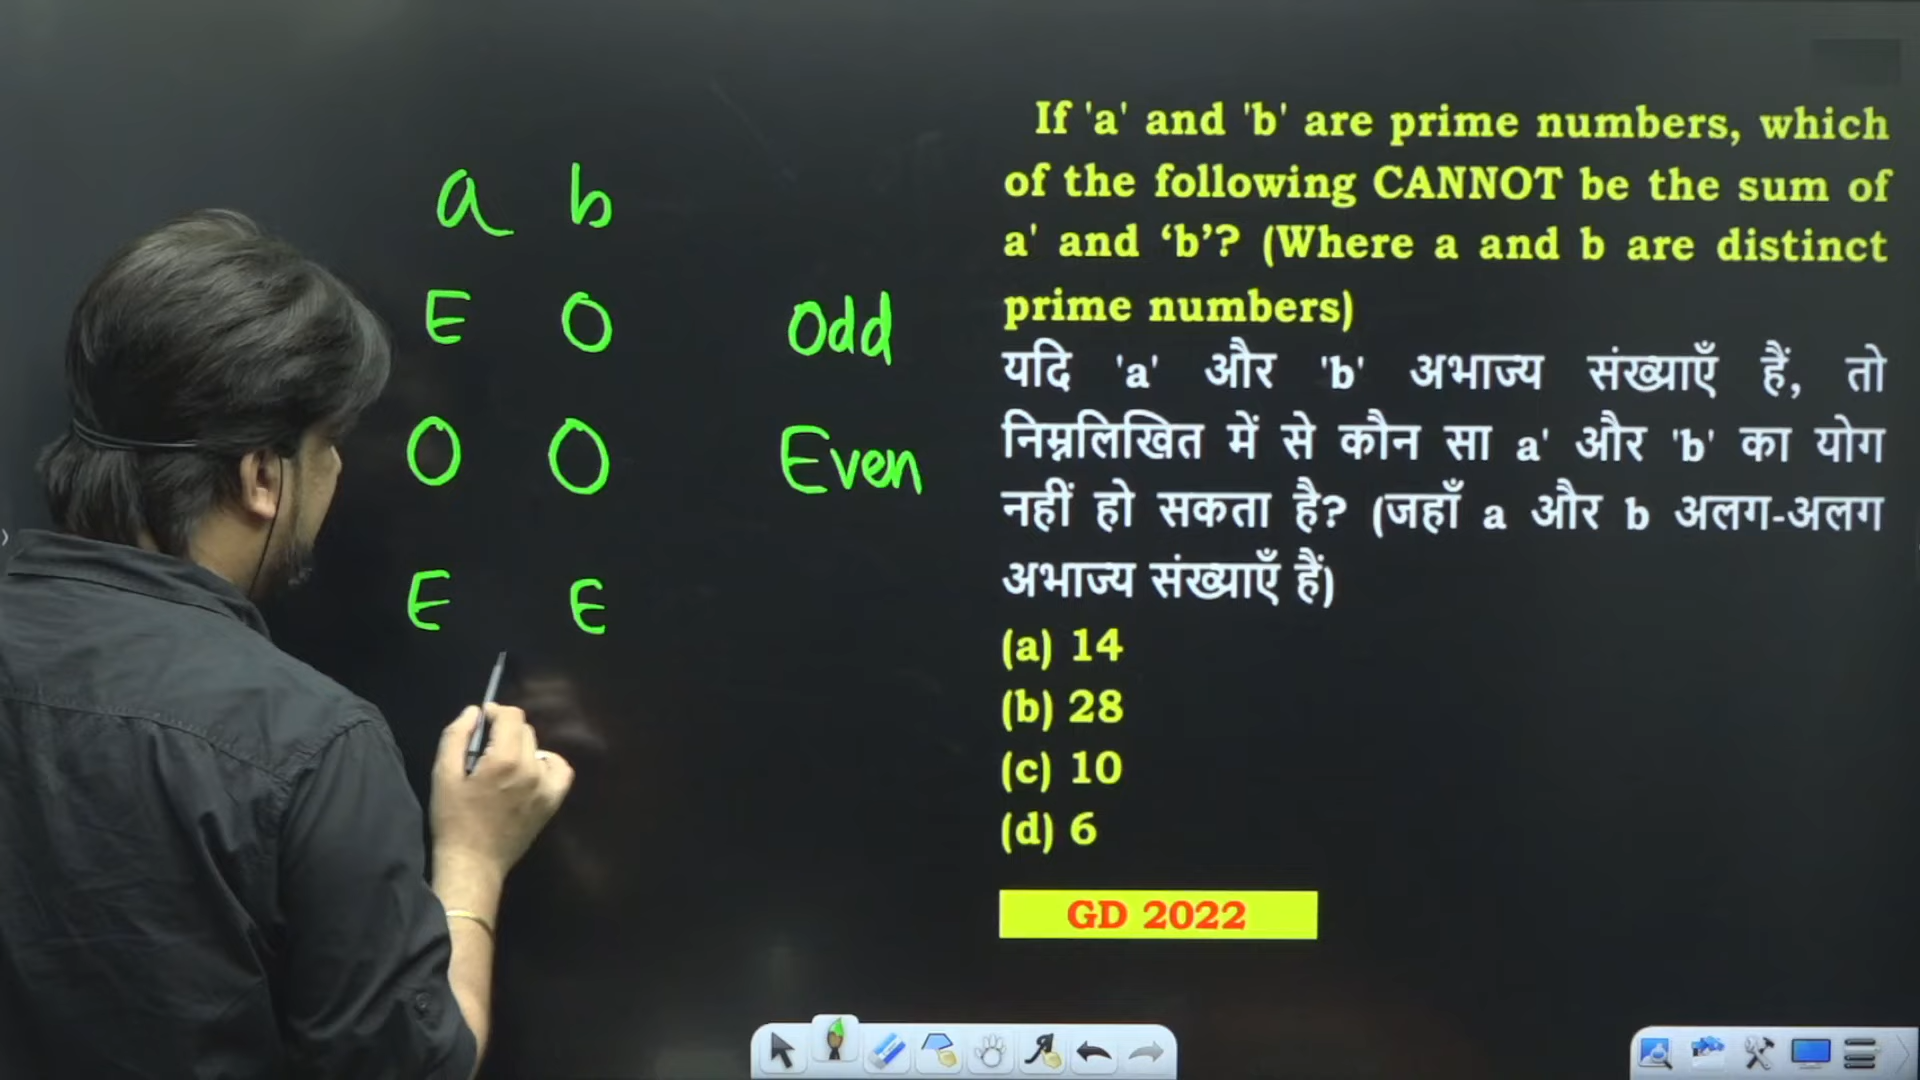 a b
E O Odd
O O Even
E E
If 'a' and 'b' are prime numbers, which
of the following CANNOT be the sum of
a' and ‘b’? (Where a and b are distinct
prime numbers)
यदि 'a' और 'b' अभाज्य संख्याएँ हैं, तो
निम्नलिखित में से कौन सा a' और 'b' का योग
नहीं हो सकता है? (जहाँ a और b अलग-अलग
अभाज्य संख्याएँ हैं)
(a) 14
(b) 28
(c) 10
(d) 6
GD 2022